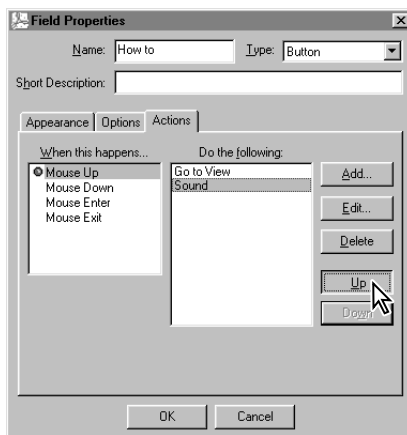 Field Properties
Name: How to Type: Button
Short Description:
Appearance Options Actions
When this happens... Do the following:
Mouse Up
Mouse Down
Mouse Enter
Mouse Exit
Go to View
Sound
Add...
Edit...
Delete
Up
Down
OK Cancel